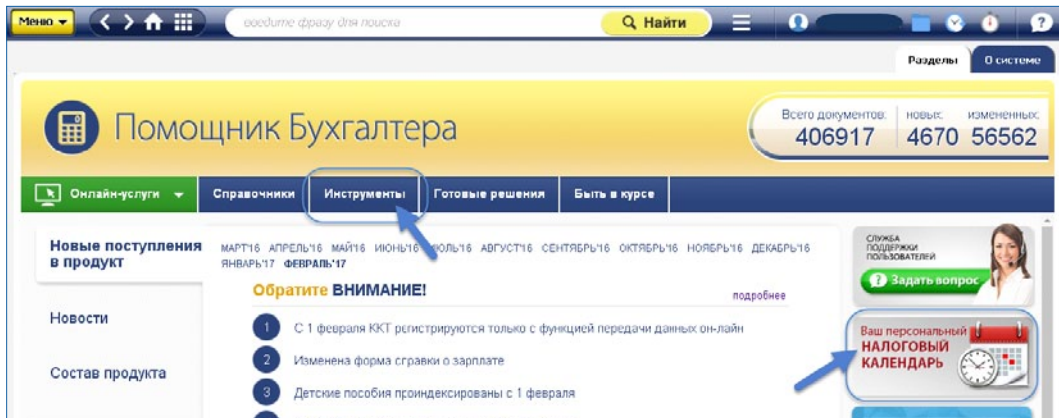 Меню
введите фразу для поиска
Найти
?
Разделы
О системе
Помощник Бухгалтера
Всего документов: новых: измененных:
406917 4670 56562
Онлайн-услуги Справочники Инструменты Готовые решения Быть в курсе
Новые поступления
в продукт
МАРТ'16 АПРЕЛЬ'16 МАЙ'16 ИЮНЬ'16 ИЮЛЬ'16 АВГУСТ'16 СЕНТЯБРЬ'16 ОКТЯБРЬ'16 НОЯБРЬ'16 ДЕКАБРЬ'16
ЯНВАРЬ'17 ФЕВРАЛЬ'17
Обратите ВНИМАНИЕ!
подробнее
1 С 1 февраля ККТ регистрируются только с функцией передачи данных он-лайн
Новости
2 Изменена форма справки о зарплате
Состав продукта
3 Детские пособия проиндексированы с 1 февраля
СЛУЖБА
ПОДДЕРЖКИ
ПОЛЬЗОВАТЕЛЕЙ
? Задать вопрос
Ваш персональный
НАЛОГОВЫЙ
КАЛЕНДАРЬ